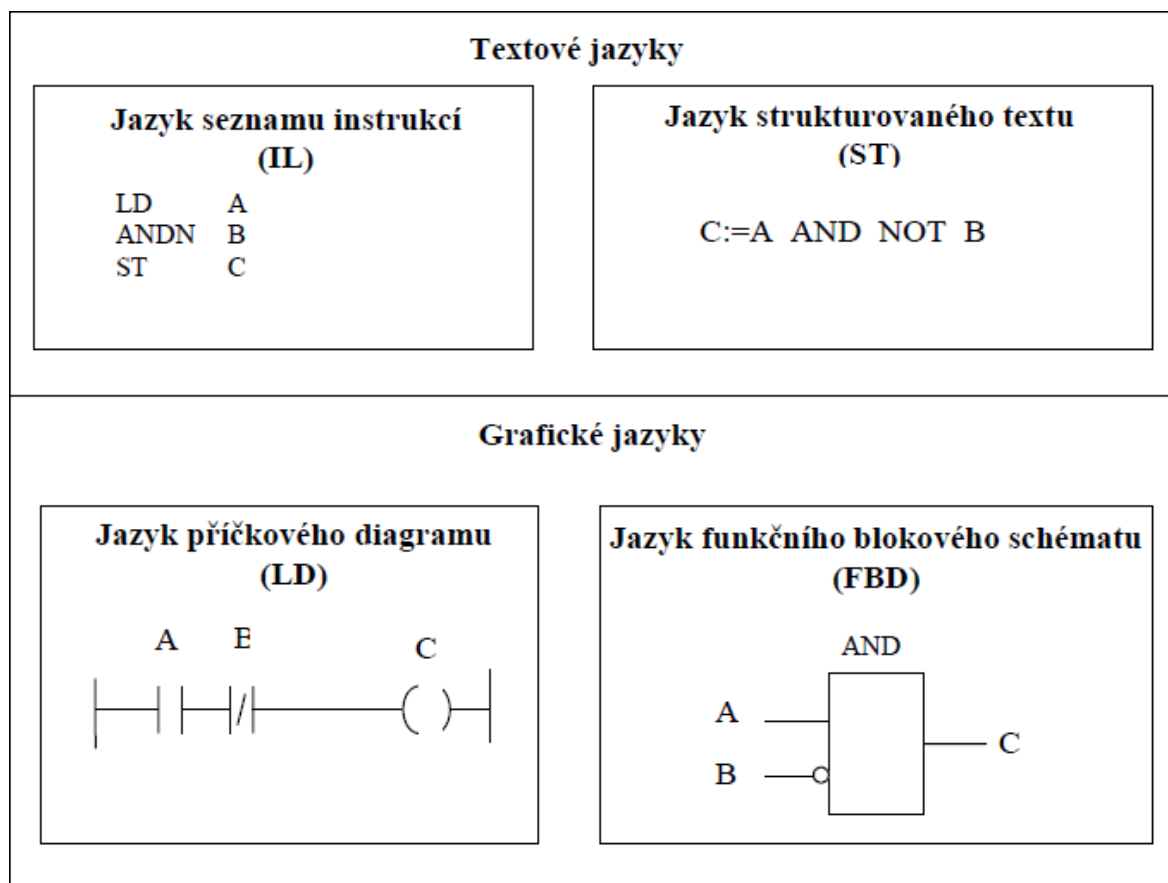 Textové jazyky
Jazyk seznamu instrukcí
(IL)
LD A
ANDN B
ST C
Jazyk strukturovaného textu
(ST)
C:=A AND NOT B
Grafické jazyky
Jazyk příčkového diagramu
(LD)
A B C
Jazyk funkčního blokového schématu
(FBD)
AND
A
C
B